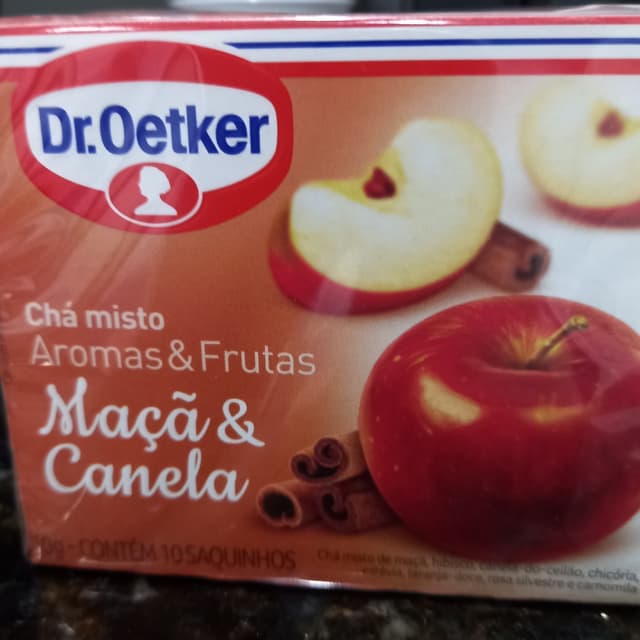 Dr.Oetker
Chá misto
Aromas&Frutas
Maçã &
Canela
0g - CONTÉM 10 SAQUINHOS
Chá misto de maçã, hibisco, canela-do-ceilão, chicória,
laranja-doce, rosa silvestre e camomila